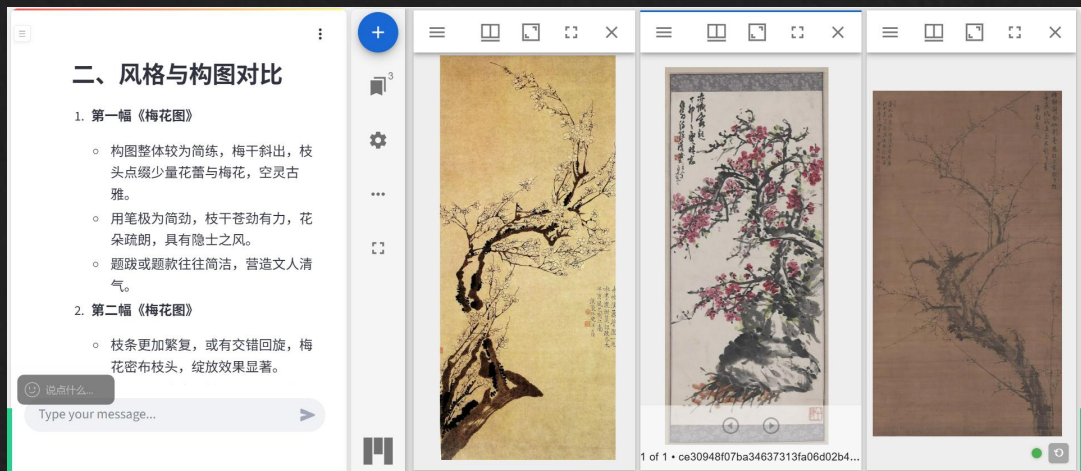 二、风格与构图对比
1. 第一幅《梅花图》
构图整体较为简练，梅干斜出，枝
头点缀少量花蕾与梅花，空灵古
雅。
用笔极为简劲，枝干苍劲有力，花
朵疏朗，具有隐士之风。
题跋或题款往往简洁，营造文人清
气。
2. 第二幅《梅花图》
枝条更加繁复，或有交错回旋，梅
花密布枝头，绽放效果显著。
说点什么...
Type your message...
3
1 of 1 • ce30948f07ba34637313fa06d02b4...